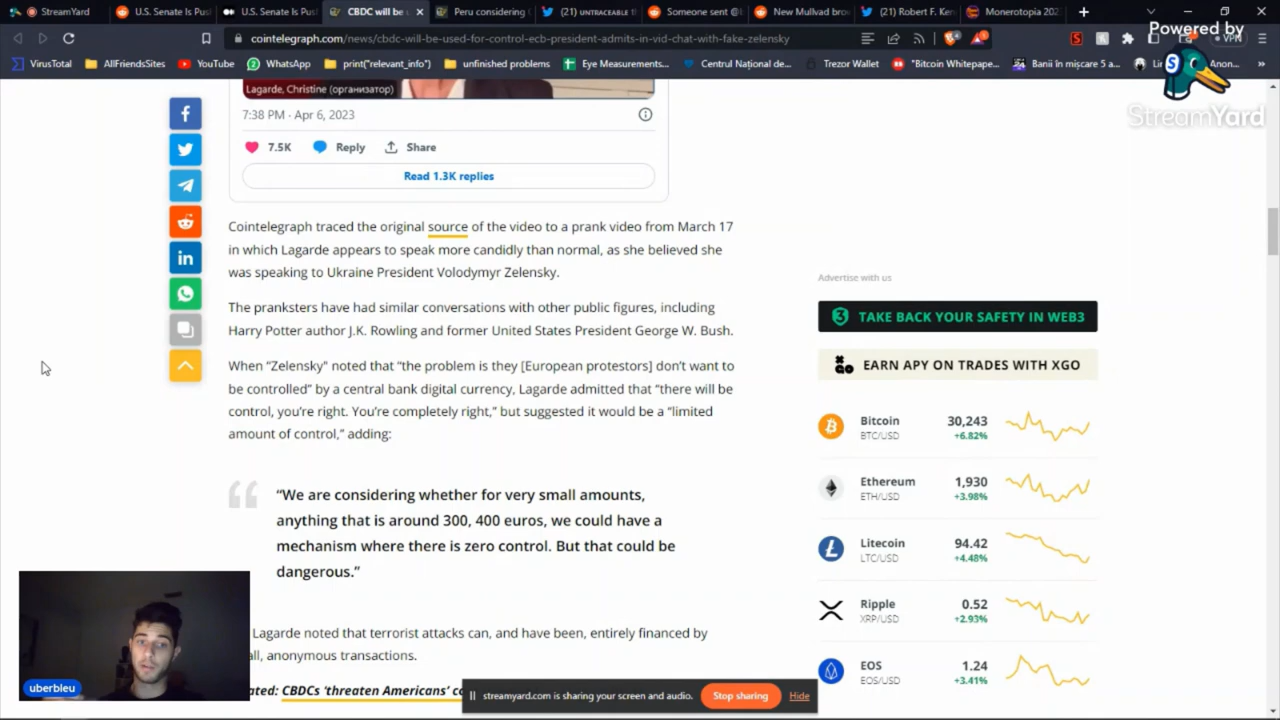 StreamYard
U.S. Senate Is Pus
U.S. Senate Is Pus
CBDC will be u
Peru considering
(21) UNTRACEABLE
Someone sent @
New Mullvad bro
(21) Robert F. Ken
Monerotopia 202
cointelegraph.com/news/cbdc-will-be-used-for-control-ecb-president-admits-in-vid-chat-with-fake-zelensky
VPN
Powered by
StreamYard
VirusTotal
AllFriendsSites
YouTube
WhatsApp
print("relevant_info")
unfinished problems
Eye Measurements...
Central Național de...
Trezor Wallet
"Bitcoin Whitepape...
Banii în mișcare 5 a...
Anon...
Lagarde, Christine (организатор)
7:38 PM · Apr 6, 2023
7.5K Reply Share
Read 1.3K replies
Cointelegraph traced the original source of the video to a prank video from March 17
in which Lagarde appears to speak more candidly than normal, as she believed she
was speaking to Ukraine President Volodymyr Zelensky.
The pranksters have had similar conversations with other public figures, including
Harry Potter author J.K. Rowling and former United States President George W. Bush.
When “Zelensky” noted that “the problem is they [European protestors] don’t want to
be controlled” by a central bank digital currency, Lagarde admitted that “there will be
control, you’re right. You’re completely right,” but suggested it would be a “limited
amount of control,” adding:
“We are considering whether for very small amounts,
anything that is around 300, 400 euros, we could have a
mechanism where there is zero control. But that could be
dangerous.”
Lagarde noted that terrorist attacks can, and have been, entirely financed by
all, anonymous transactions.
ated: CBDCs ‘threaten Americans’ co
Advertise with us
TAKE BACK YOUR SAFETY IN WEB3
EARN APY ON TRADES WITH XGO
Bitcoin 30,243
BTC/USD +6.82%
Ethereum 1,930
ETH/USD +3.98%
Litecoin 94.42
LTC/USD +4.48%
Ripple 0.52
XRP/USD +2.93%
EOS 1.24
EOS/USD +3.41%
uberbleu
streamyard.com is sharing your screen and audio.
Stop sharing
Hide